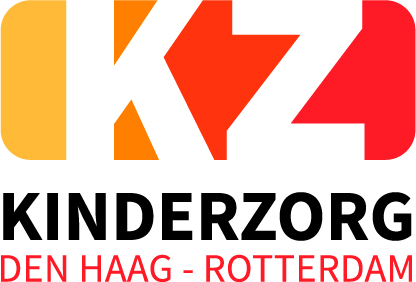 KZ
KINDERZORG
DEN HAAG - ROTTERDAM